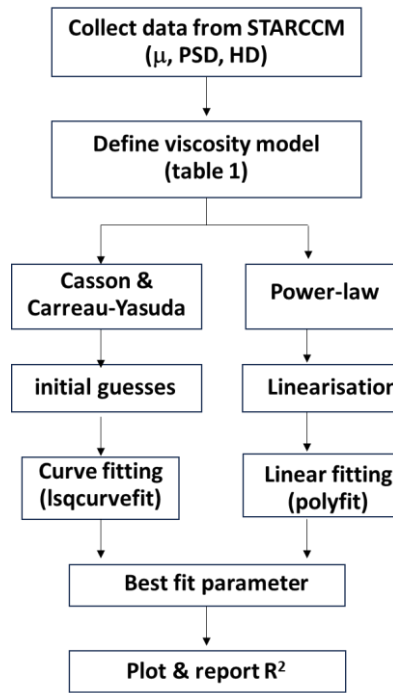 Collect data from STARCCM
(μ, PSD, HD)
Define viscosity model
(table 1)
Casson &
Carreau-Yasuda
Power-law
initial guesses
Linearisation
Curve fitting
(lsqcurvefit)
Linear fitting
(polyfit)
Best fit parameter
Plot & report R²